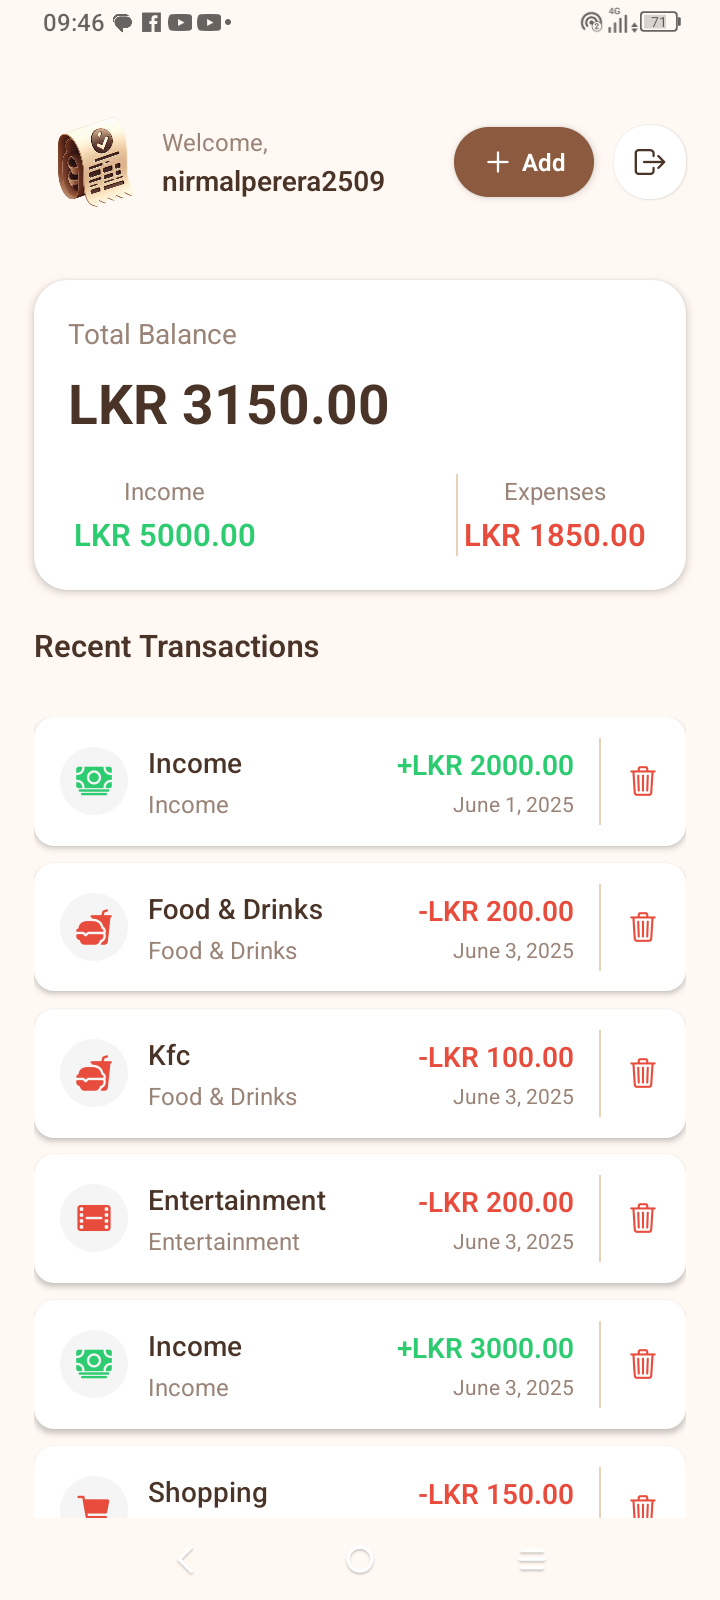 09:46
4G
2
71
Welcome,
nirmalperera2509
+ Add
Total Balance
LKR 3150.00
Income
Expenses
LKR 5000.00
LKR 1850.00
Recent Transactions
Income
+LKR 2000.00
Income
June 1, 2025
Food & Drinks
-LKR 200.00
Food & Drinks
June 3, 2025
Kfc
-LKR 100.00
Food & Drinks
June 3, 2025
Entertainment
-LKR 200.00
Entertainment
June 3, 2025
Income
+LKR 3000.00
Income
June 3, 2025
Shopping
-LKR 150.00